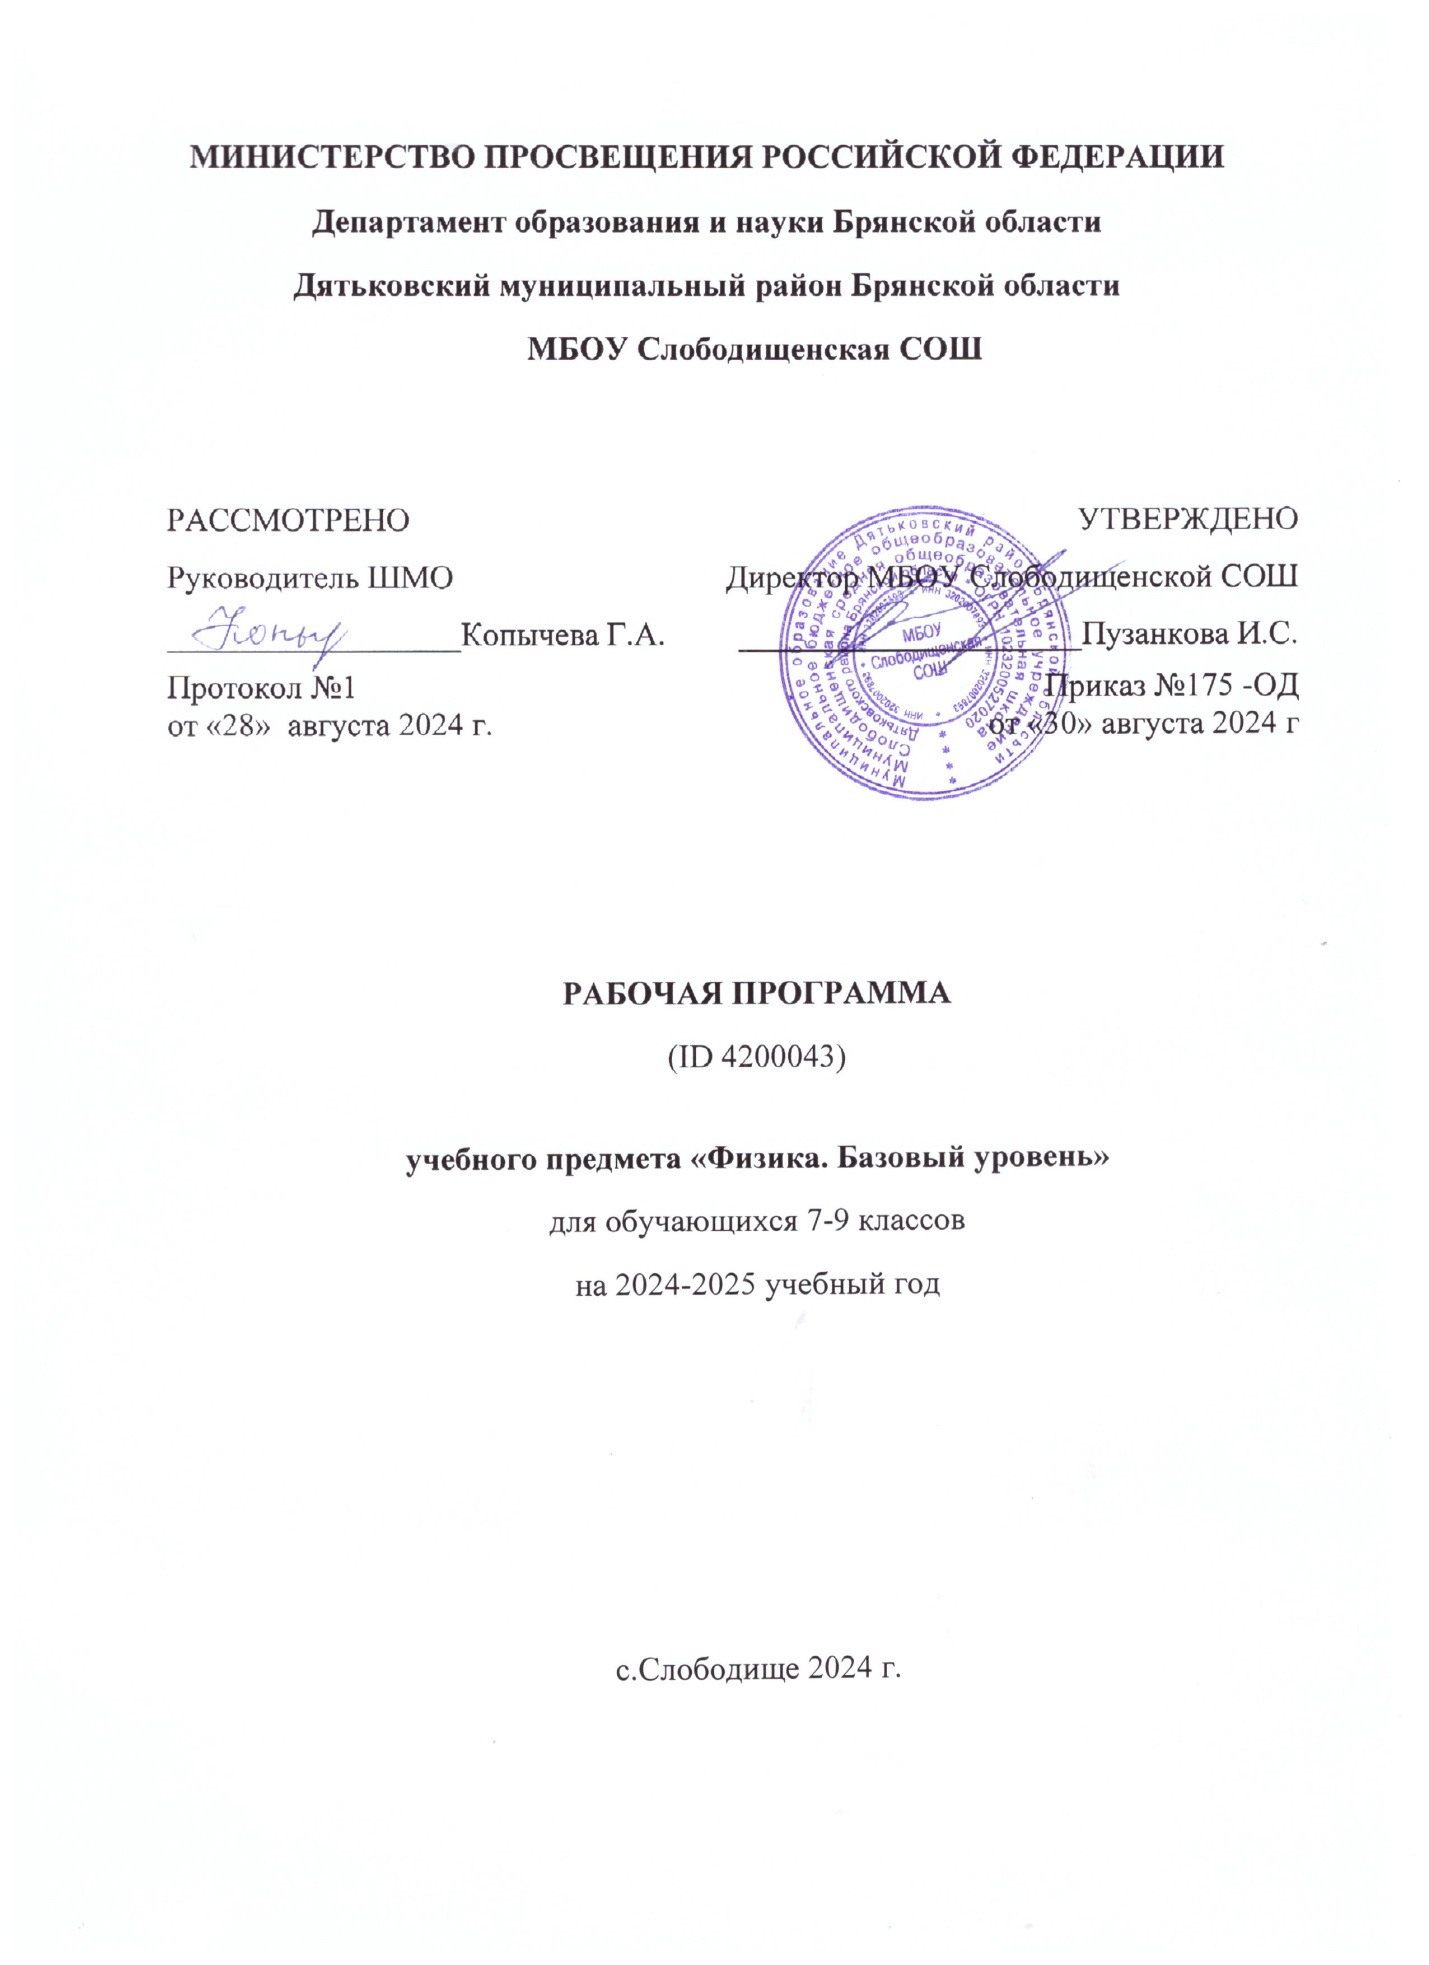 МИНИСТЕРСТВО ПРОСВЕЩЕНИЯ РОССИЙСКОЙ ФЕДЕРАЦИИ
Департамент образования и науки Брянской области
Дятьковский муниципальный район Брянской области
МБОУ Слободищенская СОШ
РАССМОТРЕНО
Руководитель ШМО
Копычева Г.А.
Протокол №1
от «28» августа 2024 г.
УТВЕРЖДЕНО
Директор МБОУ Слободищенской СОШ
Пузанкова И.С.
Приказ №175 -ОД
от «30» августа 2024 г
МБОУ
Слободищенская
СОШ
РАБОЧАЯ ПРОГРАММА
(ID 4200043)
учебного предмета «Физика. Базовый уровень»
для обучающихся 7-9 классов
на 2024-2025 учебный год
с.Слободище 2024 г.